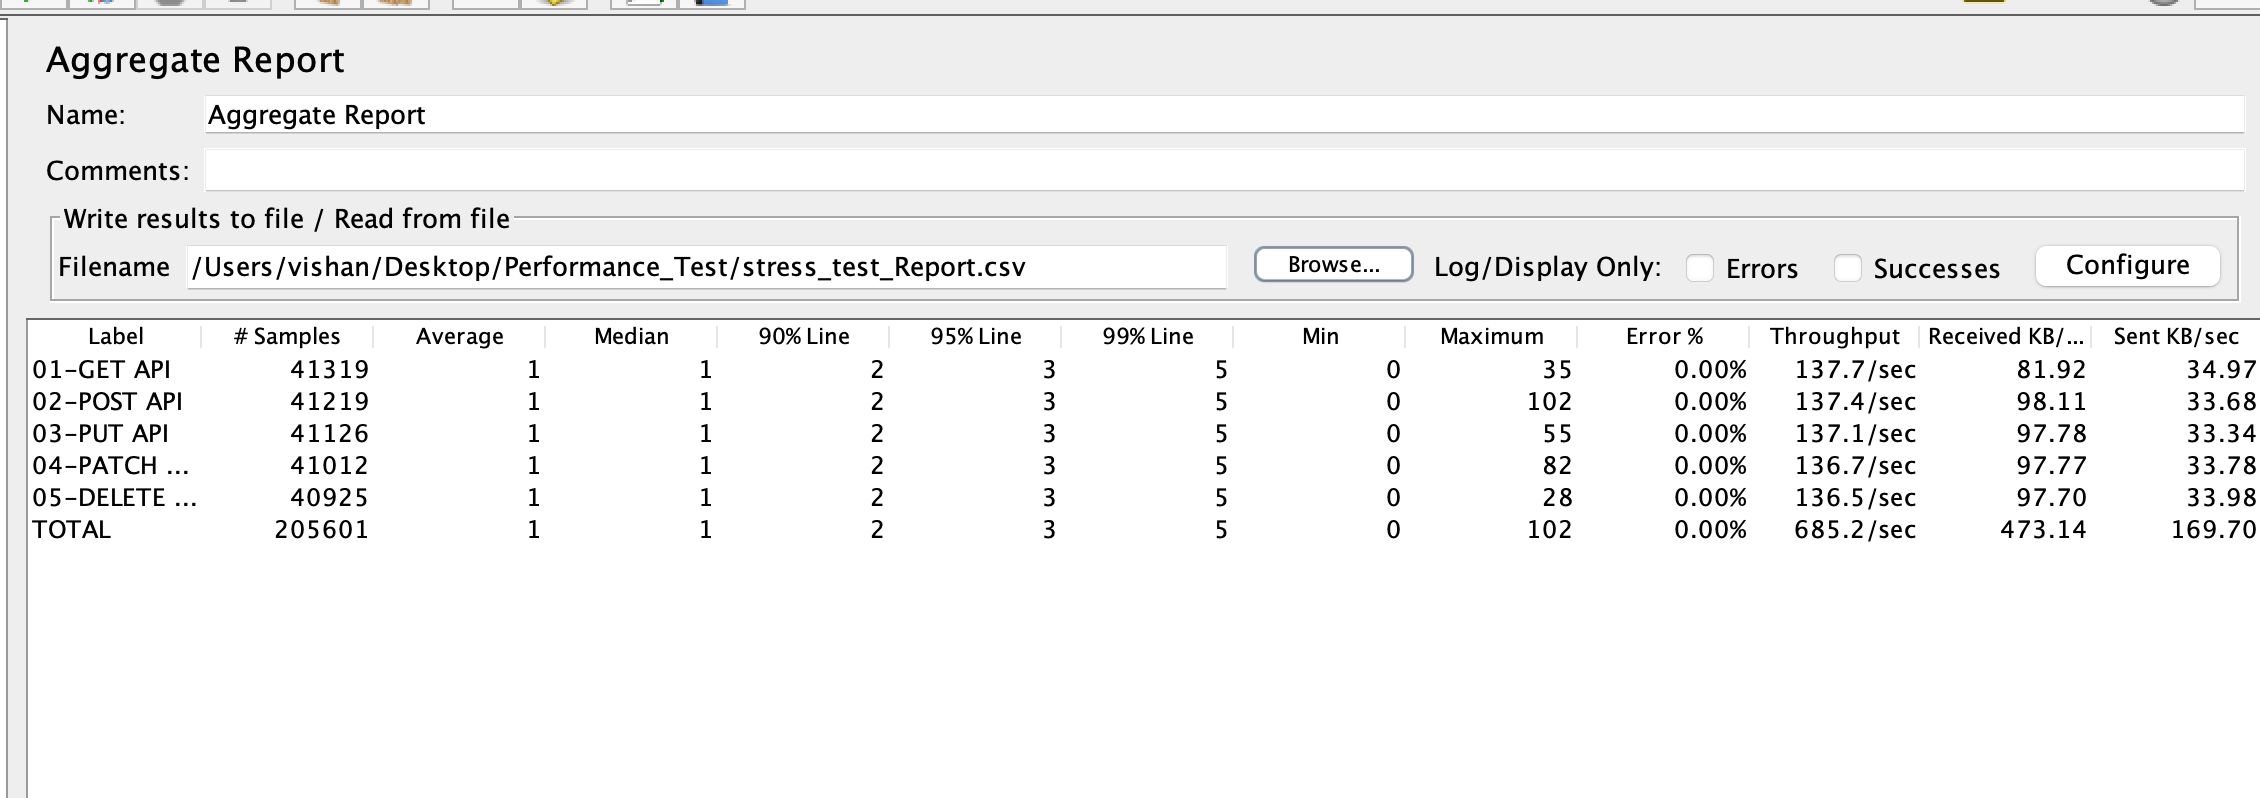 Aggregate Report
Name: Aggregate Report
Comments:
Write results to file / Read from file
Filename /Users/vishan/Desktop/Performance_Test/stress_test_Report.csv Browse... Log/Display Only: Errors Successes Configure
Label # Samples Average Median 90% Line 95% Line 99% Line Min Maximum Error % Throughput Received KB/... Sent KB/sec
01-GET API 41319 1 1 2 3 5 0 35 0.00% 137.7/sec 81.92 34.97
02-POST API 41219 1 1 2 3 5 0 102 0.00% 137.4/sec 98.11 33.68
03-PUT API 41126 1 1 2 3 5 0 55 0.00% 137.1/sec 97.78 33.34
04-PATCH ... 41012 1 1 2 3 5 0 82 0.00% 136.7/sec 97.77 33.78
05-DELETE ... 40925 1 1 2 3 5 0 28 0.00% 136.5/sec 97.70 33.98
TOTAL 205601 1 1 2 3 5 0 102 0.00% 685.2/sec 473.14 169.70